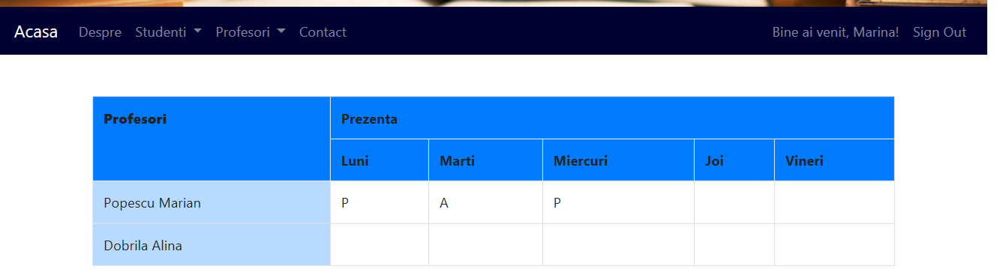 Acasa Despre Studenti Profesori Contact Bine ai venit, Marina! Sign Out
Profesori Prezenta
Luni Marti Miercuri Joi Vineri
Popescu Marian P A P
Dobrila Alina